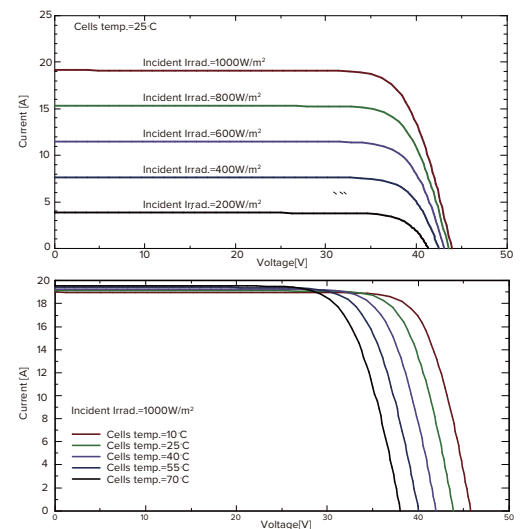 25
Cells temp.=25°C
Incident Irrad.=1000W/m²
20
Incident Irrad.=800W/m²
15
Incident Irrad.=600W/m²
10
Incident Irrad.=400W/m²
5
Incident Irrad.=200W/m²
0
Current [A]
0 10 20 30 40 50
Voltage[V]
20
18
16
14
12
10
8
6
4
2
0
Current [A]
Incident Irrad.=1000W/m²
Cells temp.=10°C
Cells temp.=25°C
Cells temp.=40°C
Cells temp.=55°C
Cells temp.=70°C
0 10 20 30 40 50
Voltage[V]